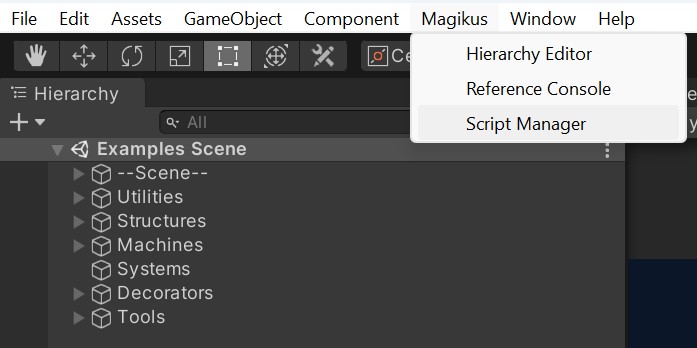 File Edit Assets GameObject Component Magikus Window Help
Hierarchy Editor
Reference Console
Script Manager
Hierarchy
All
Examples Scene
--Scene--
Utilities
Structures
Machines
Systems
Decorators
Tools